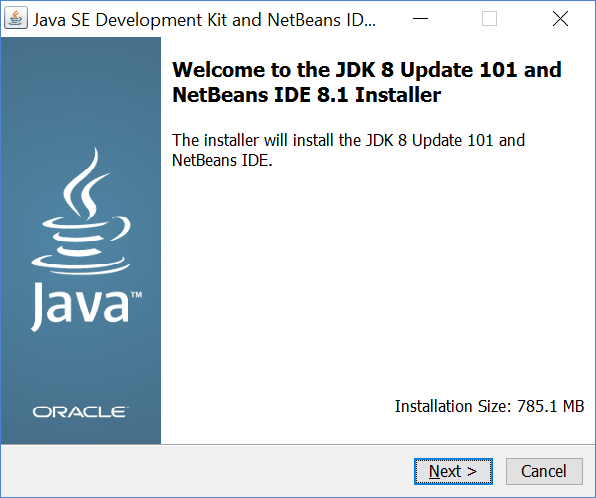 Java SE Development Kit and NetBeans ID...
Welcome to the JDK 8 Update 101 and
NetBeans IDE 8.1 Installer
The installer will install the JDK 8 Update 101 and
NetBeans IDE.
Java™
ORACLE
Installation Size: 785.1 MB
Next >
Cancel